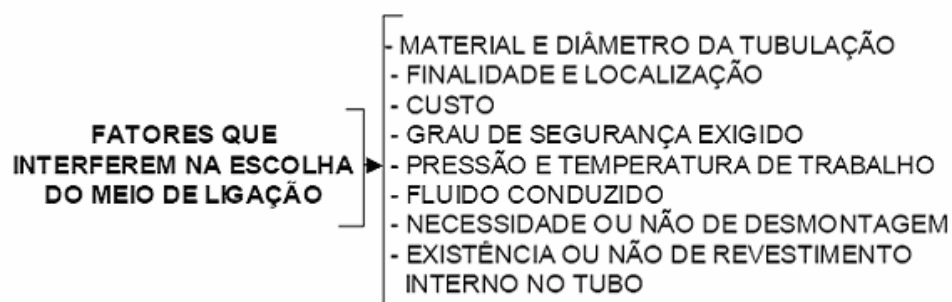 FATORES QUE
INTERFEREM NA ESCOLHA
DO MEIO DE LIGAÇÃO
- MATERIAL E DIÂMETRO DA TUBULAÇÃO
- FINALIDADE E LOCALIZAÇÃO
- CUSTO
- GRAU DE SEGURANÇA EXIGIDO
- PRESSÃO E TEMPERATURA DE TRABALHO
- FLUIDO CONDUZIDO
- NECESSIDADE OU NÃO DE DESMONTAGEM
- EXISTÊNCIA OU NÃO DE REVESTIMENTO
INTERNO NO TUBO